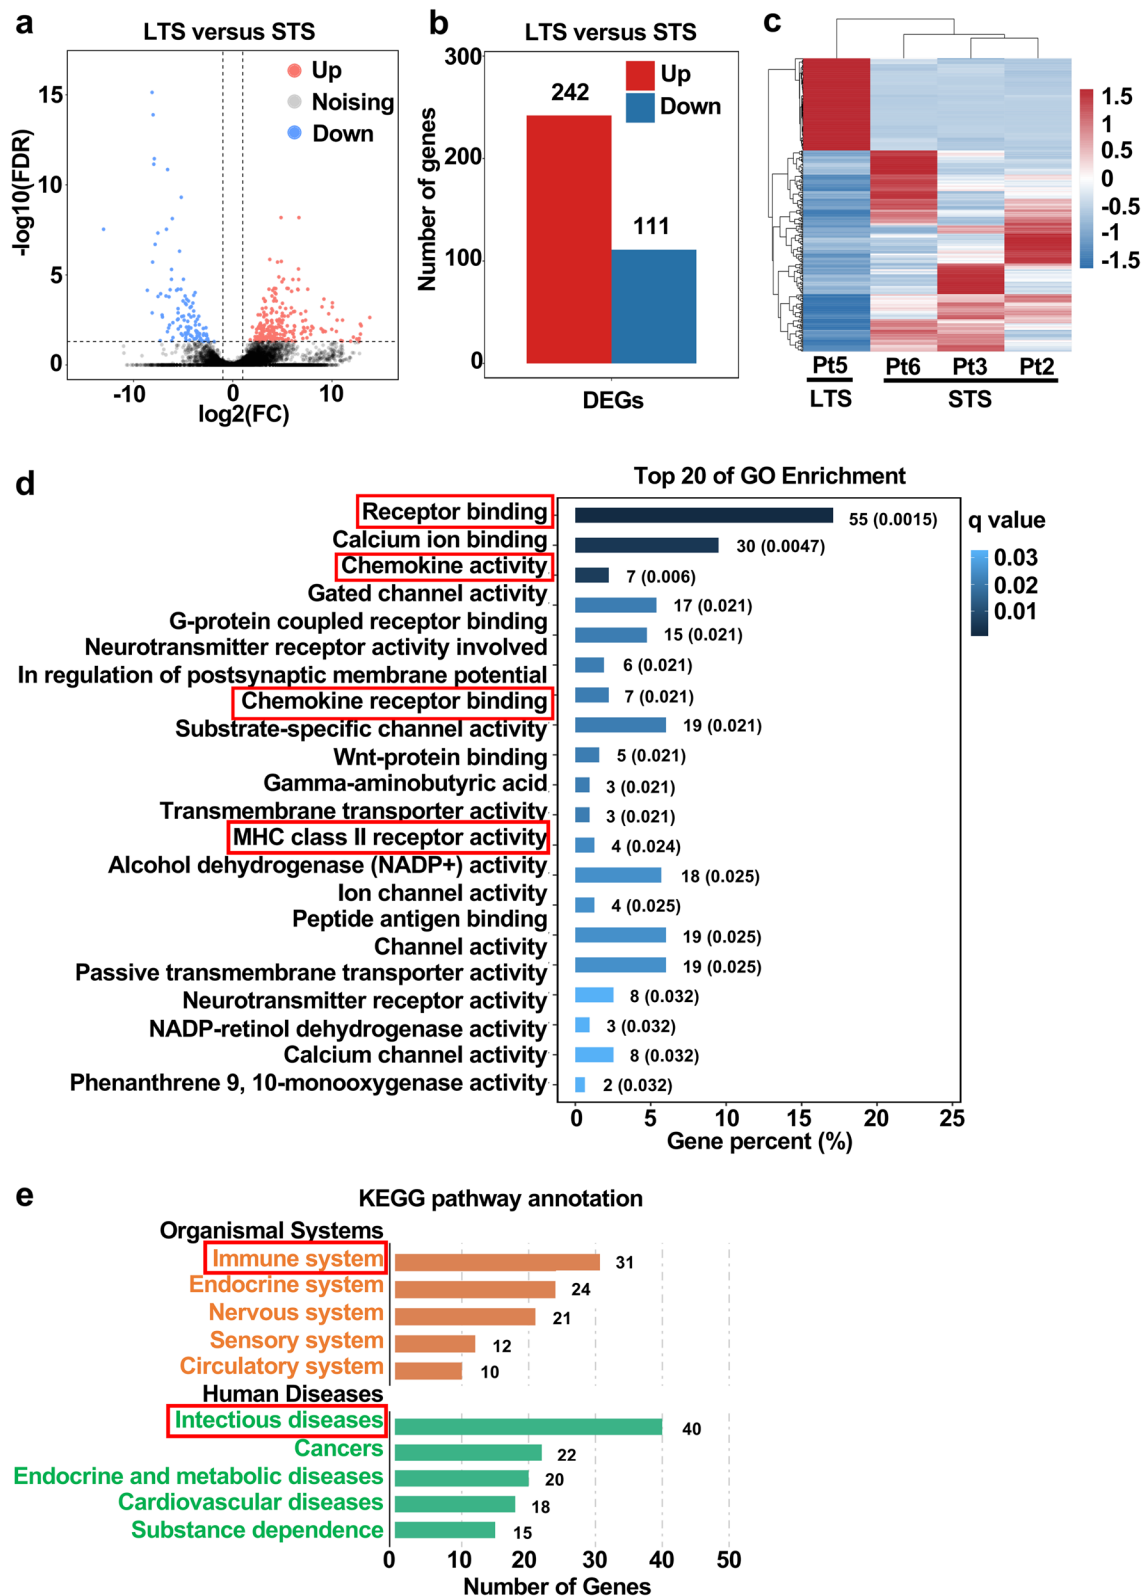 a
LTS versus STS
Up
Noising
Down
15
10
5
0
-log10(FDR)
-10
0
10
log2(FC)
b
LTS versus STS
Up
Down
242
111
300
200
100
0
Number of genes
DEGs
c
1.5
1
0.5
0
-0.5
-1
-1.5
Pt5
Pt6
Pt3
Pt2
LTS
STS
d
Top 20 of GO Enrichment
Receptor binding
Calcium ion binding
Chemokine activity
Gated channel activity
G-protein coupled receptor binding
Neurotransmitter receptor activity involved
In regulation of postsynaptic membrane potential
Chemokine receptor binding
Substrate-specific channel activity
Wnt-protein binding
Gamma-aminobutyric acid
Transmembrane transporter activity
MHC class II receptor activity
Alcohol dehydrogenase (NADP+) activity
Ion channel activity
Peptide antigen binding
Channel activity
Passive transmembrane transporter activity
Neurotransmitter receptor activity
NADP-retinol dehydrogenase activity
Calcium channel activity
Phenanthrene 9, 10-monooxygenase activity
55 (0.0015)
30 (0.0047)
7 (0.006)
17 (0.021)
15 (0.021)
6 (0.021)
7 (0.021)
19 (0.021)
5 (0.021)
3 (0.021)
3 (0.021)
4 (0.024)
18 (0.025)
4 (0.025)
19 (0.025)
19 (0.025)
8 (0.032)
3 (0.032)
8 (0.032)
2 (0.032)
0
5
10
15
20
25
Gene percent (%)
q value
0.03
0.02
0.01
e
KEGG pathway annotation
Organismal Systems
Immune system
31
Endocrine system
24
Nervous system
21
Sensory system
12
Circulatory system
10
Human Diseases
Intectious diseases
40
Cancers
22
Endocrine and metabolic diseases
20
Cardiovascular diseases
18
Substance dependence
15
0
10
20
30
40
50
Number of Genes